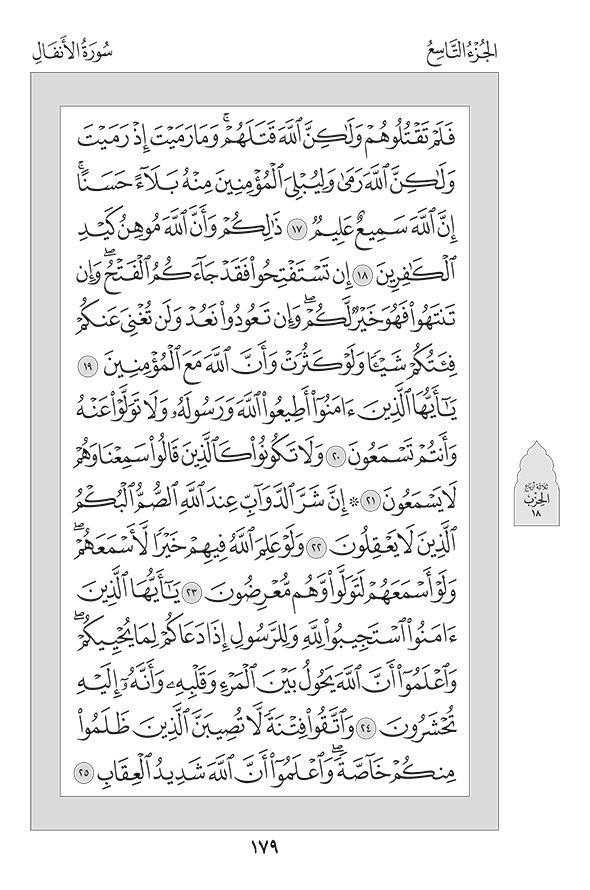 الجُزْءُ التَّاسِعُ
سُورَةُ الأَنفَالِ
فَلَمْ تَقْتُلُوهُمْ وَلَٰكِنَّ ٱللَّهَ قَتَلَهُمْۚ وَمَا رَمَيْتَ إِذْ رَمَيْتَ
وَلَٰكِنَّ ٱللَّهَ رَمَىٰ وَلِيُبْلِىَ ٱلْمُؤْمِنِينَ مِنْهُ بَلَآءً حَسَنًاۚ
إِنَّ ٱللَّهَ سَمِيعٌ عَلِيمٌ ١٧ ذَٰلِكُمْ وَأَنَّ ٱللَّهَ مُوهِنُ كَيْدِ
ٱلْكَٰفِرِينَ ١٨ إِن تَسْتَفْتِحُوا۟ فَقَدْ جَآءَكُمُ ٱلْفَتْحُۖ وَإِن
تَنتَهُوا۟ فَهُوَ خَيْرٌ لَّكُمْۖ وَإِن تَعُودُوا۟ نَعُدْ وَلَن تُغْنِىَ عَنكُمْ
فِئَتُكُمْ شَيْـًٔا وَلَوْ كَثُرَتْ وَأَنَّ ٱللَّهَ مَعَ ٱلْمُؤْمِنِينَ ١٩
يَٰٓأَيُّهَا ٱلَّذِينَ ءَامَنُوٓا۟ أَطِيعُوا۟ ٱللَّهَ وَرَسُولَهُۥ وَلَا تَوَلَّوْا۟ عَنْهُ
وَأَنتُمْ تَسْمَعُونَ ٢٠ وَلَا تَكُونُوا۟ كَٱلَّذِينَ قَالُوا۟ سَمِعْنَا وَهُمْ
لَا يَسْمَعُونَ ٢١ ۞ إِنَّ شَرَّ ٱلدَّوَآبِّ عِندَ ٱللَّهِ ٱلصُّمُّ ٱلْبُكْمُ
ٱلَّذِينَ لَا يَعْقِلُونَ ٢٢ وَلَوْ عَلِمَ ٱللَّهُ فِيهِمْ خَيْرًا لَّأَسْمَعَهُمْۖ
وَلَوْ أَسْمَعَهُمْ لَتَوَلَّوا۟ وَّهُم مُّعْرِضُونَ ٢٣ يَٰٓأَيُّهَا ٱلَّذِينَ
ءَامَنُوا۟ ٱسْتَجِيبُوا۟ لِلَّهِ وَلِلرَّسُولِ إِذَا دَعَاكُمْ لِمَا يُحْيِيكُمْۖ
وَٱعْلَمُوٓا۟ أَنَّ ٱللَّهَ يَحُولُ بَيْنَ ٱلْمَرْءِ وَقَلْبِهِۦ وَأَنَّهُۥٓ إِلَيْهِ
تُحْشَرُونَ ٢٤ وَٱتَّقُوا۟ فِتْنَةً لَّا تُصِيبَنَّ ٱلَّذِينَ ظَلَمُوا۟
مِنكُمْ خَآصَّةًۖ وَٱعْلَمُوٓا۟ أَنَّ ٱللَّهَ شَدِيدُ ٱلْعِقَابِ ٢٥
ثلاثة أرباع
الحِزْب
١٨
١٧٩